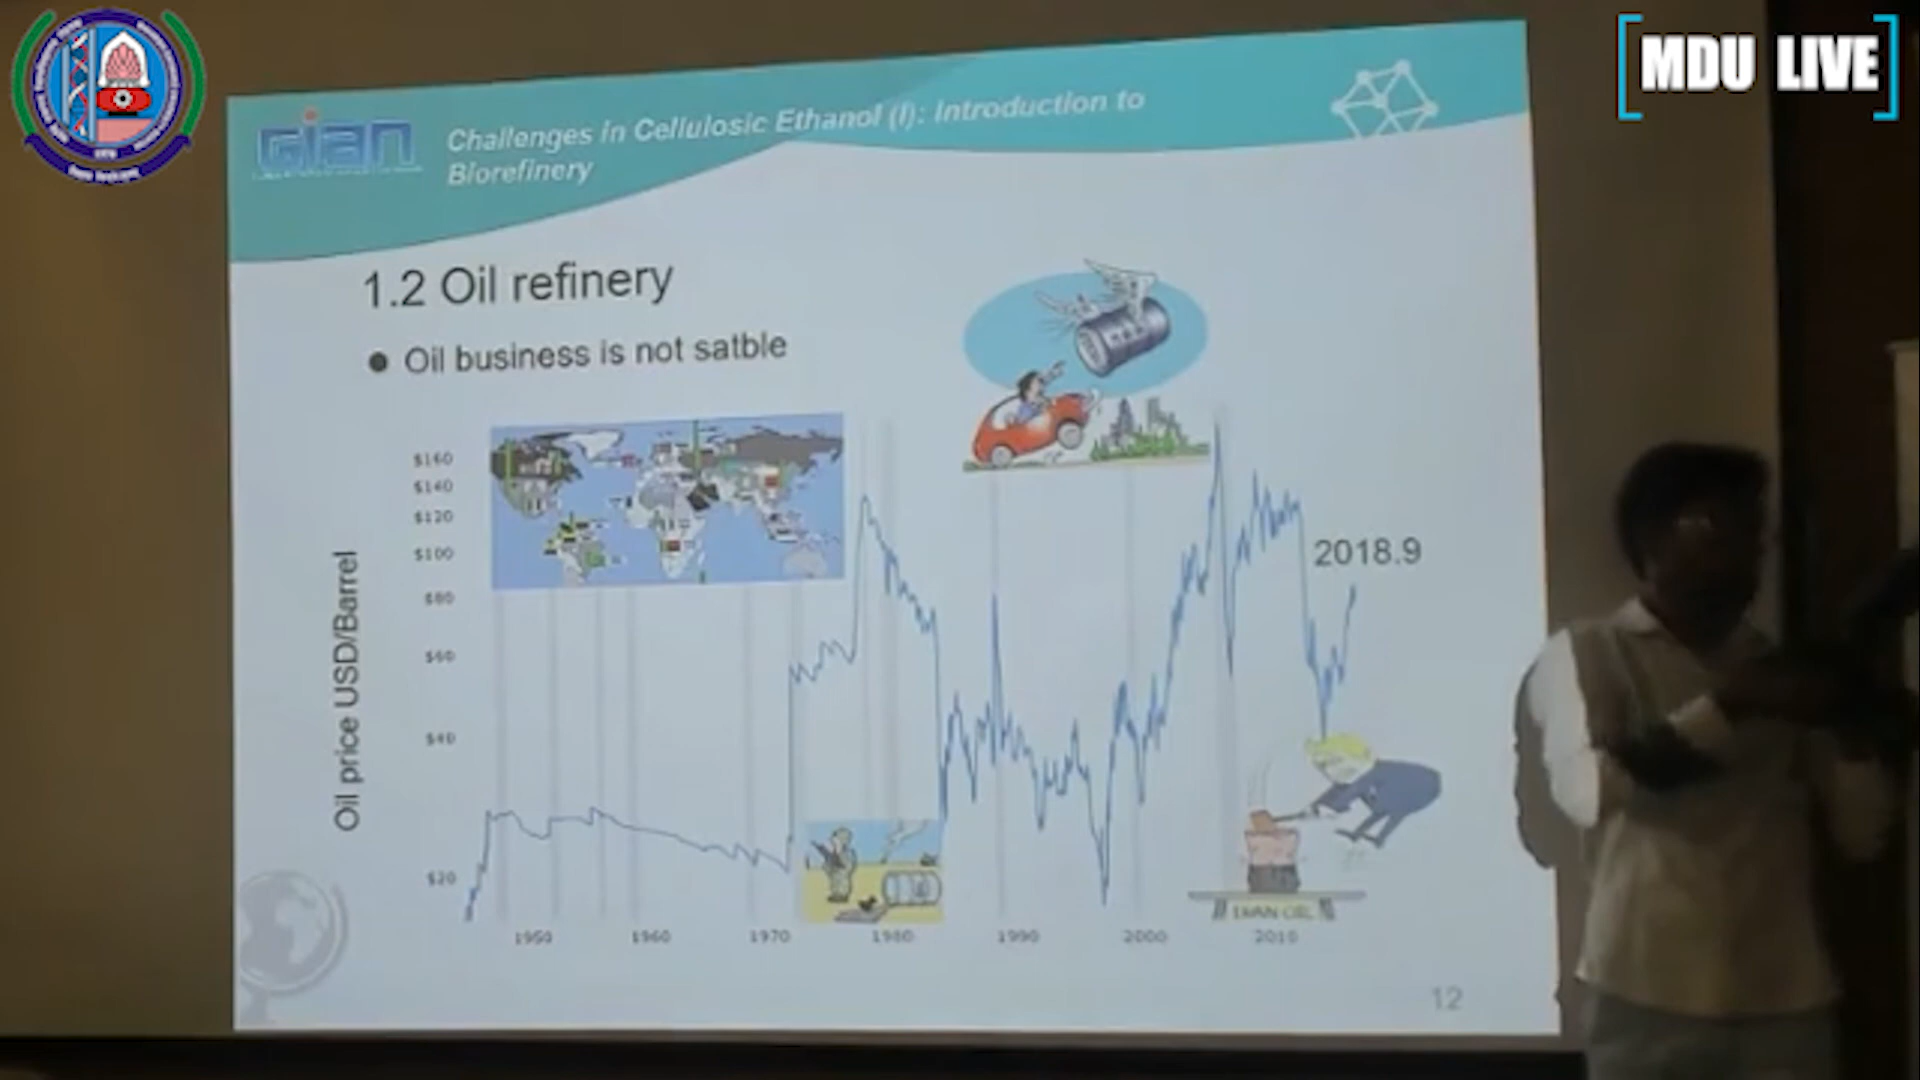 MDU LIVE
GIAN
Challenges in Cellulosic Ethanol (I): Introduction to
Biorefinery
1.2 Oil refinery
● Oil business is not satble
$160
$140
$120
$100
$80
$60
$40
$20
Oil price USD/Barrel
2018.9
1950 1960 1970 1980 1990 2000 2010
12